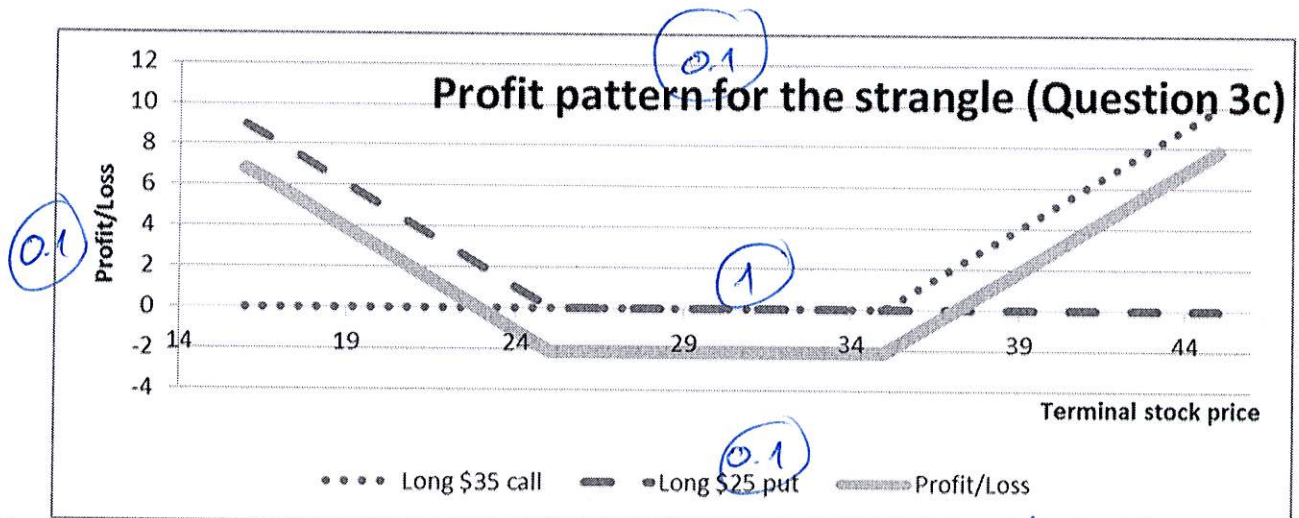 0.1
12
Profit pattern for the strangle (Question 3c)
10
8
6
4
2
0
-2
-4
Profit/Loss
0.1
1
14 19 24 29 34 39 44
Terminal stock price
0.1
Long $35 call Long $25 put Profit/Loss